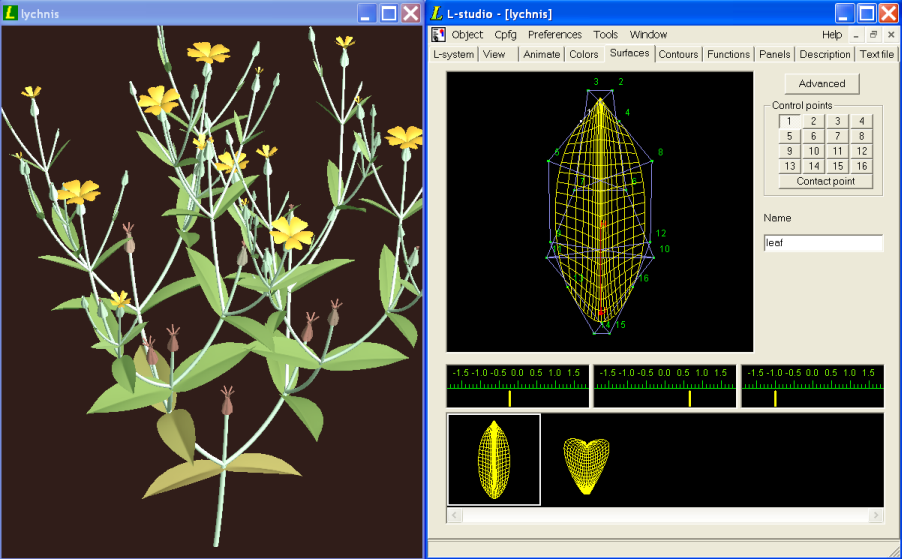 lychnis
L-studio - [lychnis]
Object Cpfg Preferences Tools Window Help
L-system View Animate Colors Surfaces Contours Functions Panels Description Text file
3 2
4
5 8
6
12
10
16
14 15
Advanced
Control points
1 2 3 4
5 6 7 8
9 10 11 12
13 14 15 16
Contact point
Name
leaf
-1.5 -1.0 -0.5 0.0 0.5 1.0 1.5
-1.5 -1.0 -0.5 0.0 0.5 1.0 1.5
-1.5 -1.0 -0.5 0.0 0.5 1.0 1.5